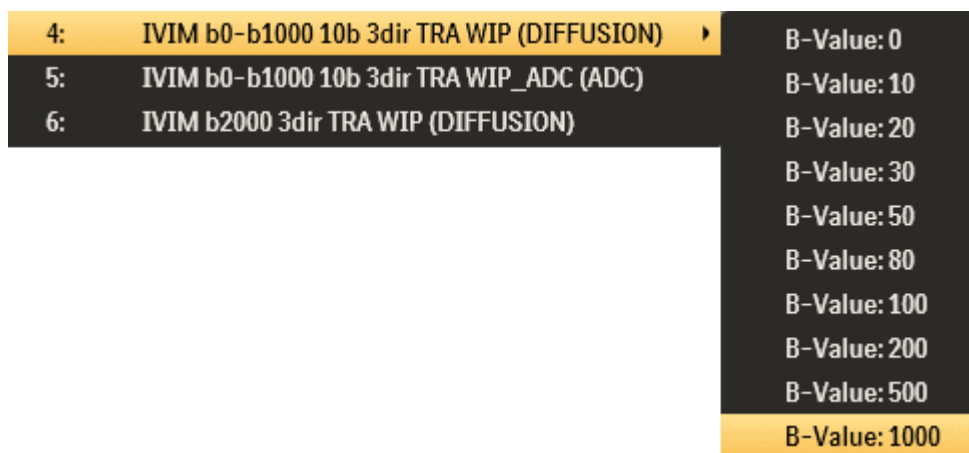 4: IVIM b0-b1000 10b 3dir TRA WIP (DIFFUSION)
5: IVIM b0-b1000 10b 3dir TRA WIP_ADC (ADC)
6: IVIM b2000 3dir TRA WIP (DIFFUSION)
B-Value: 0
B-Value: 10
B-Value: 20
B-Value: 30
B-Value: 50
B-Value: 80
B-Value: 100
B-Value: 200
B-Value: 500
B-Value: 1000